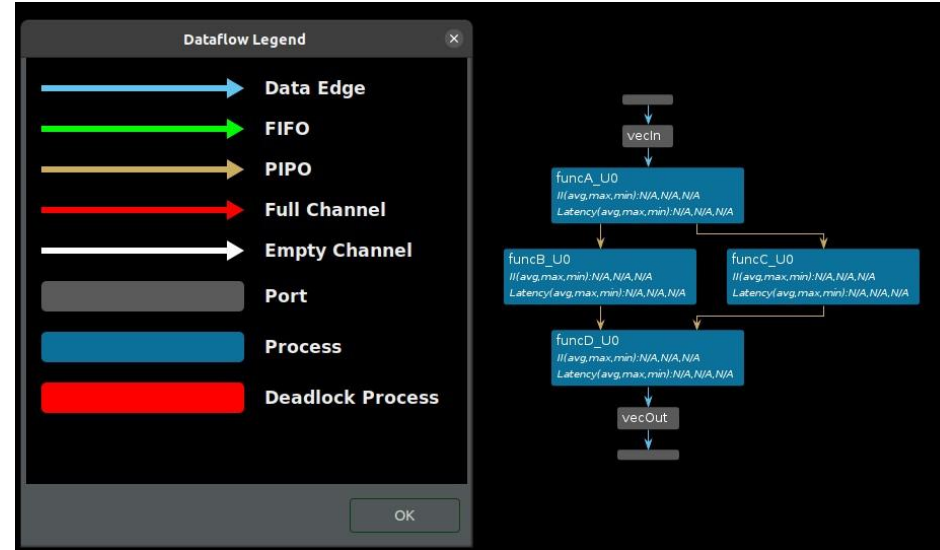 Dataflow Legend
Data Edge
FIFO
PIPO
Full Channel
Empty Channel
Port
Process
Deadlock Process
OK
vecIn
funcA_U0
II(avg,max,min):N/A,N/A,N/A
Latency(avg,max,min):N/A,N/A,N/A
funcB_U0
II(avg,max,min):N/A,N/A,N/A
Latency(avg,max,min):N/A,N/A,N/A
funcC_U0
II(avg,max,min):N/A,N/A,N/A
Latency(avg,max,min):N/A,N/A,N/A
funcD_U0
II(avg,max,min):N/A,N/A,N/A
Latency(avg,max,min):N/A,N/A,N/A
vecOut